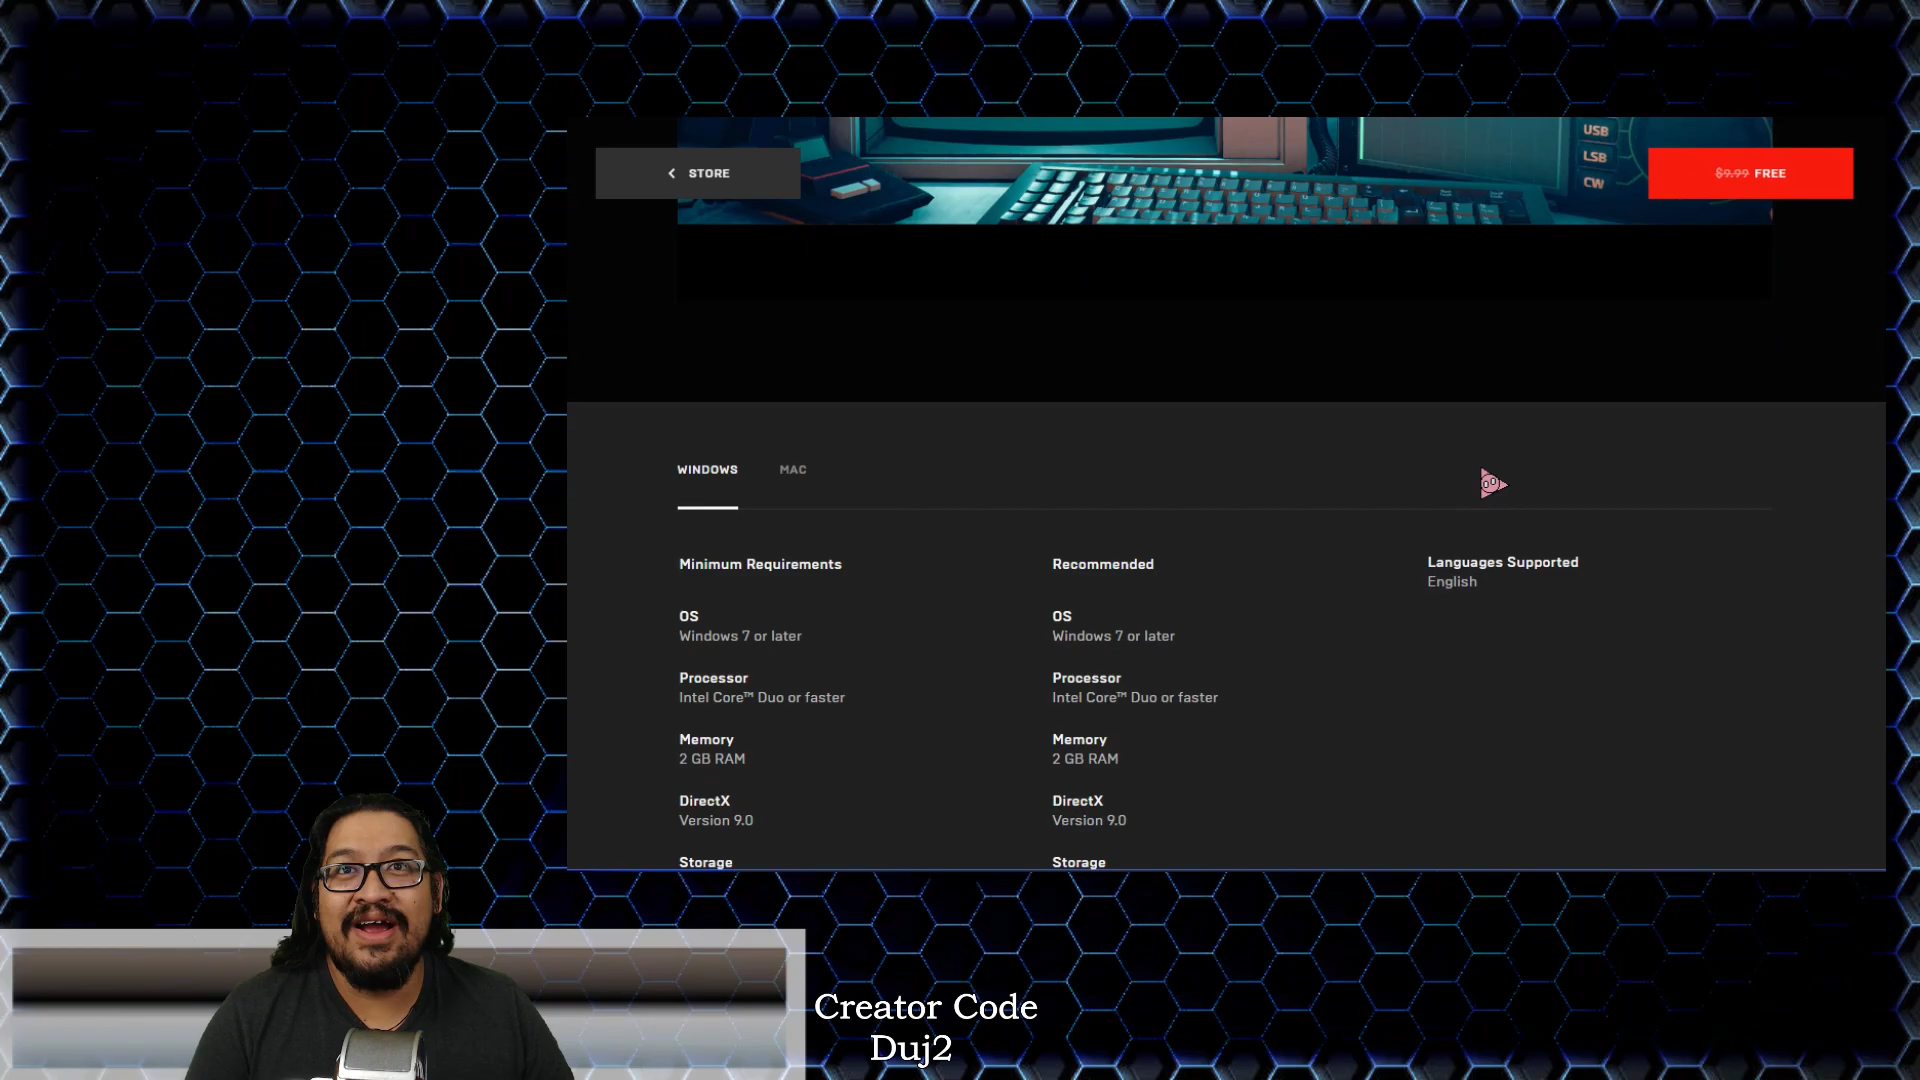 USB
LSB
CW
STORE
$9.99 FREE
WINDOWS MAC
Minimum Requirements
OS
Windows 7 or later
Processor
Intel Core™ Duo or faster
Memory
2 GB RAM
DirectX
Version 9.0
Storage
Recommended
OS
Windows 7 or later
Processor
Intel Core™ Duo or faster
Memory
2 GB RAM
DirectX
Version 9.0
Storage
Languages Supported
English
Creator Code
Duj2